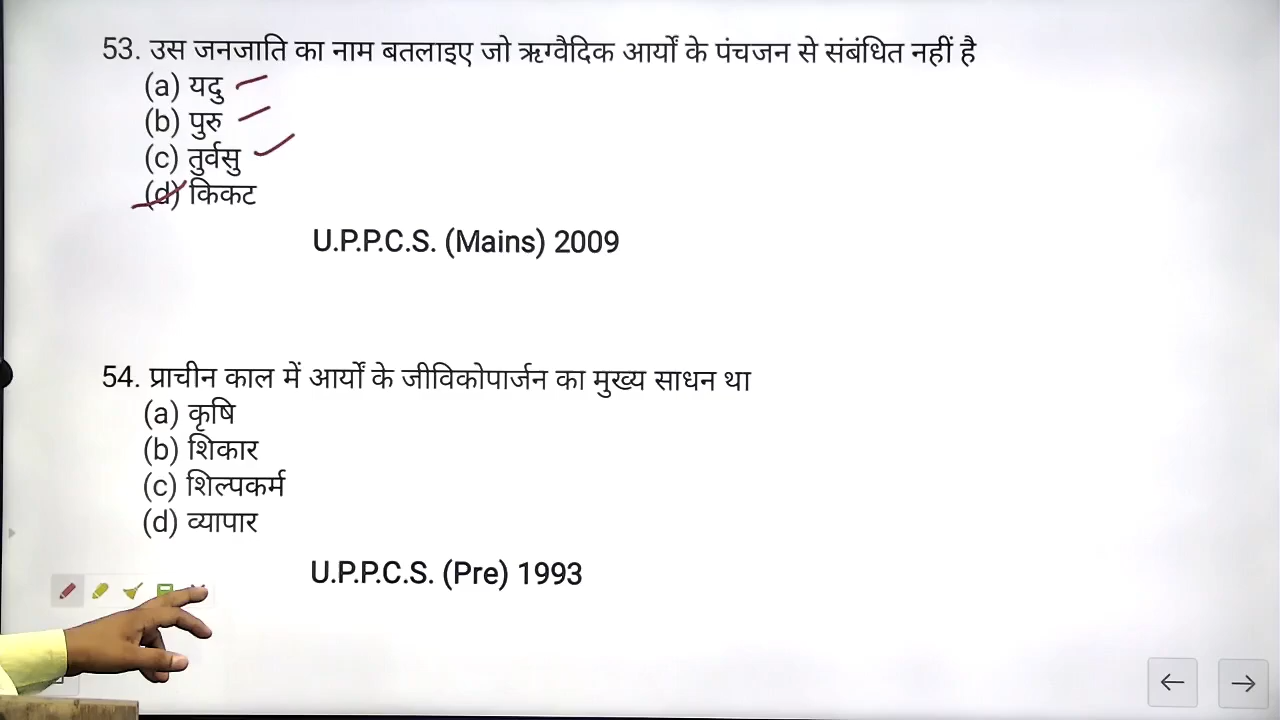 53. उस जनजाति का नाम बतलाइए जो ऋग्वैदिक आर्यों के पंचजन से संबंधित नहीं है
(a) यदु
(b) पुरु
(c) तुर्वसु
(d) किकट
U.P.P.C.S. (Mains) 2009
54. प्राचीन काल में आर्यों के जीविकोपार्जन का मुख्य साधन था
(a) कृषि
(b) शिकार
(c) शिल्पकर्म
(d) व्यापार
U.P.P.C.S. (Pre) 1993